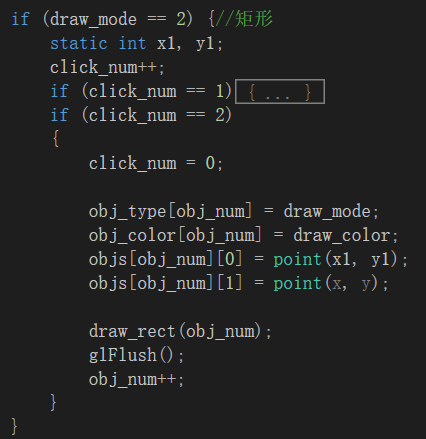 if (draw_mode == 2) {//矩形
static int x1, y1;
click_num++;
if (click_num == 1) { ... }
if (click_num == 2)
{
click_num = 0;
obj_type[obj_num] = draw_mode;
obj_color[obj_num] = draw_color;
objs[obj_num][0] = point(x1, y1);
objs[obj_num][1] = point(x, y);
draw_rect(obj_num);
glFlush();
obj_num++;
}
}